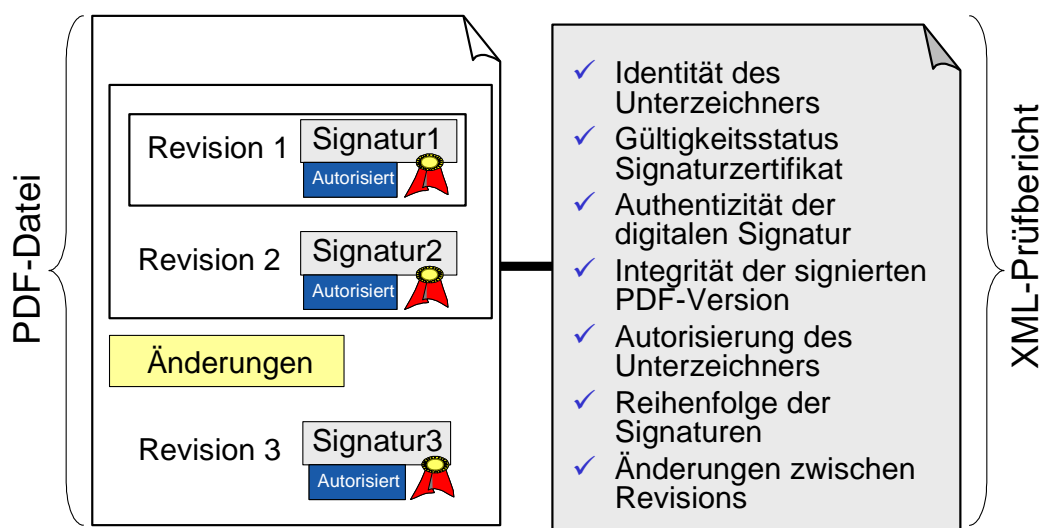 PDF-Datei
Revision 1
Signatur1
Autorisiert
Revision 2
Signatur2
Autorisiert
Änderungen
Revision 3
Signatur3
Autorisiert
Identität des
Unterzeichners
Gültigkeitsstatus
Signaturzertifikat
Authentizität der
digitalen Signatur
Integrität der signierten
PDF-Version
Autorisierung des
Unterzeichners
Reihenfolge der
Signaturen
Änderungen zwischen
Revisions
XML-Prüfbericht